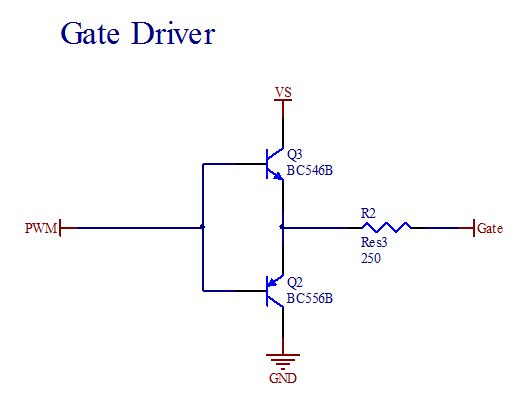 Gate Driver
VS
Q3
BC546B
PWM
R2
Gate
Res3
250
Q2
BC556B
GND